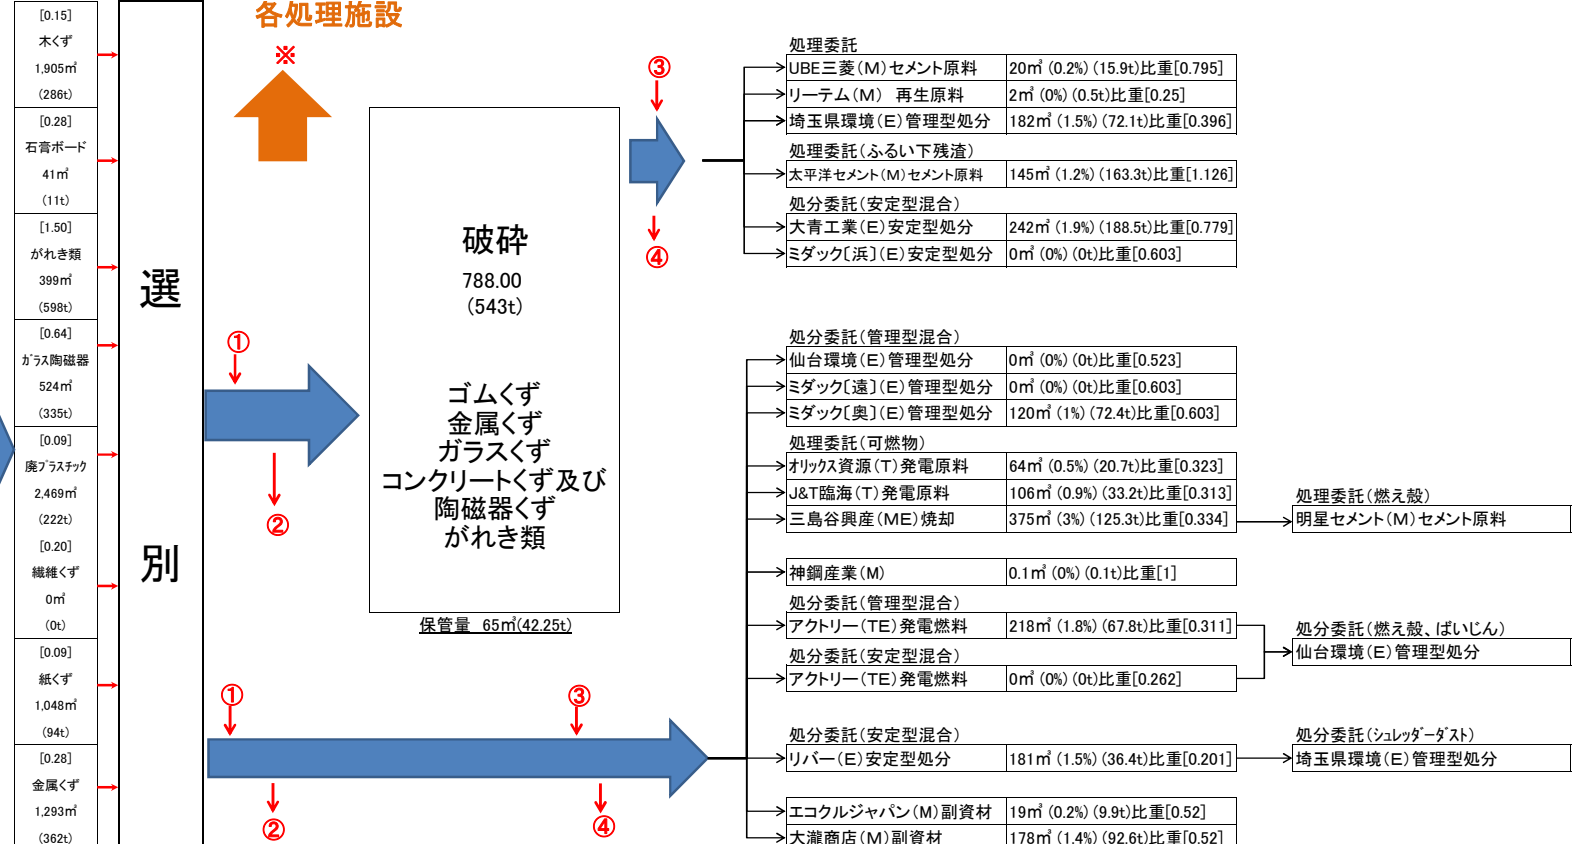 各処理施設
※
[0.15]
木くず
1,905㎥
(286t)
[0.28]
石膏ボード
41㎥
(11t)
[1.50]
がれき類
399㎥
(598t)
[0.64]
ガラス陶磁器
524㎥
(335t)
[0.09]
廃プラスチック
2,469㎥
(222t)
[0.20]
繊維くず
0㎥
(0t)
[0.09]
紙くず
1,048㎥
(94t)
[0.28]
金属くず
1,293㎥
(362t)
選
別
①
②
破砕
788.00
(543t)
ゴムくず
金属くず
ガラスくず
コンクリートくず及び
陶磁器くず
がれき類
保管量 65㎥(42.25t)
③
④
①
②
③
④
処理委託
UBE三菱(M)セメント原料 20㎥ (0.2%) (15.9t)比重[0.795]
リーテム(M) 再生原料 2㎥ (0%) (0.5t)比重[0.25]
埼玉県環境(E)管理型処分 182㎥ (1.5%) (72.1t)比重[0.396]
処理委託(ふるい下残渣)
太平洋セメント(M)セメント原料 145㎥ (1.2%) (163.3t)比重[1.126]
処分委託(安定型混合)
大青工業(E)安定型処分 242㎥ (1.9%) (188.5t)比重[0.779]
ミダック〔浜〕(E)安定型処分 0㎥ (0%) (0t)比重[0.603]
処分委託(管理型混合)
仙台環境(E)管理型処分 0㎥ (0%) (0t)比重[0.523]
ミダック〔遠〕(E)管理型処分 0㎥ (0%) (0t)比重[0.603]
ミダック〔奥〕(E)管理型処分 120㎥ (1%) (72.4t)比重[0.603]
処理委託(可燃物)
オリックス資源(T)発電原料 64㎥ (0.5%) (20.7t)比重[0.323]
J&T臨海(T)発電原料 106㎥ (0.9%) (33.2t)比重[0.313]
三島谷興産(ME)焼却 375㎥ (3%) (125.3t)比重[0.334]
処理委託(燃え殻)
明星セメント(M)セメント原料
神鋼産業(M) 0.1㎥ (0%) (0.1t)比重[1]
処分委託(管理型混合)
アクトリー(TE)発電燃料 218㎥ (1.8%) (67.8t)比重[0.311]
処分委託(安定型混合)
アクトリー(TE)発電燃料 0㎥ (0%) (0t)比重[0.262]
処分委託(燃え殻、ばいじん)
仙台環境(E)管理型処分
処分委託(安定型混合)
リバー(E)安定型処分 181㎥ (1.5%) (36.4t)比重[0.201]
処分委託(シュレッダーダスト)
埼玉県環境(E)管理型処分
エコクルジャパン(M)副資材 19㎥ (0.2%) (9.9t)比重[0.52]
大瀧商店(M)副資材 178㎥ (1.4%) (92.6t)比重[0.52]